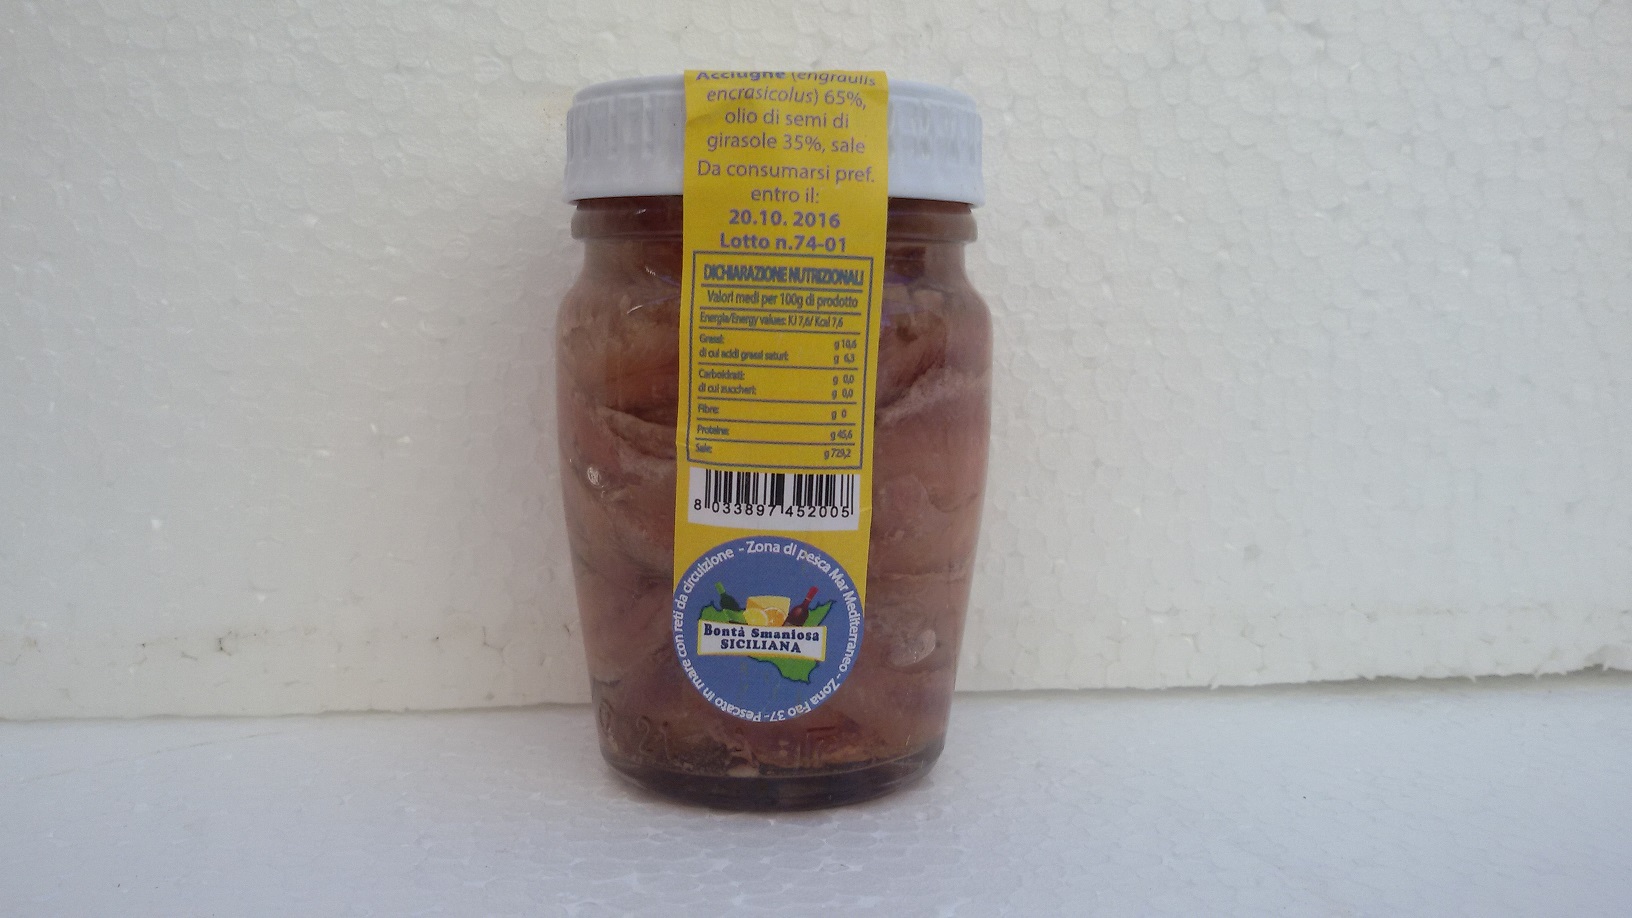 Acciughe (engraulis
encrasicolus) 65%,
olio di semi di
girasole 35%, sale
Da consumarsi pref.
entro il:
20.10. 2016
Lotto n.74-01
DICHIARAZIONE NUTRIZIONALI
Valori medi per 100g di prodotto
Energia/Energy values: KJ 7,6/ Kcal 7,6
Grassi: g 10,6
di cui acidi grassi saturi: g 6,3
Carboidrati: g 0,0
di cui zuccheri: g 0,0
Fibre: g 0
Proteine: g 45,6
Sale: g 729,2
8 033897 452005
Pescato in mare con reti da circuizione - Zona di pesca Mar Mediterraneo - Zona Fao 37 -
Bontà Smaniosa
SICILIANA
21